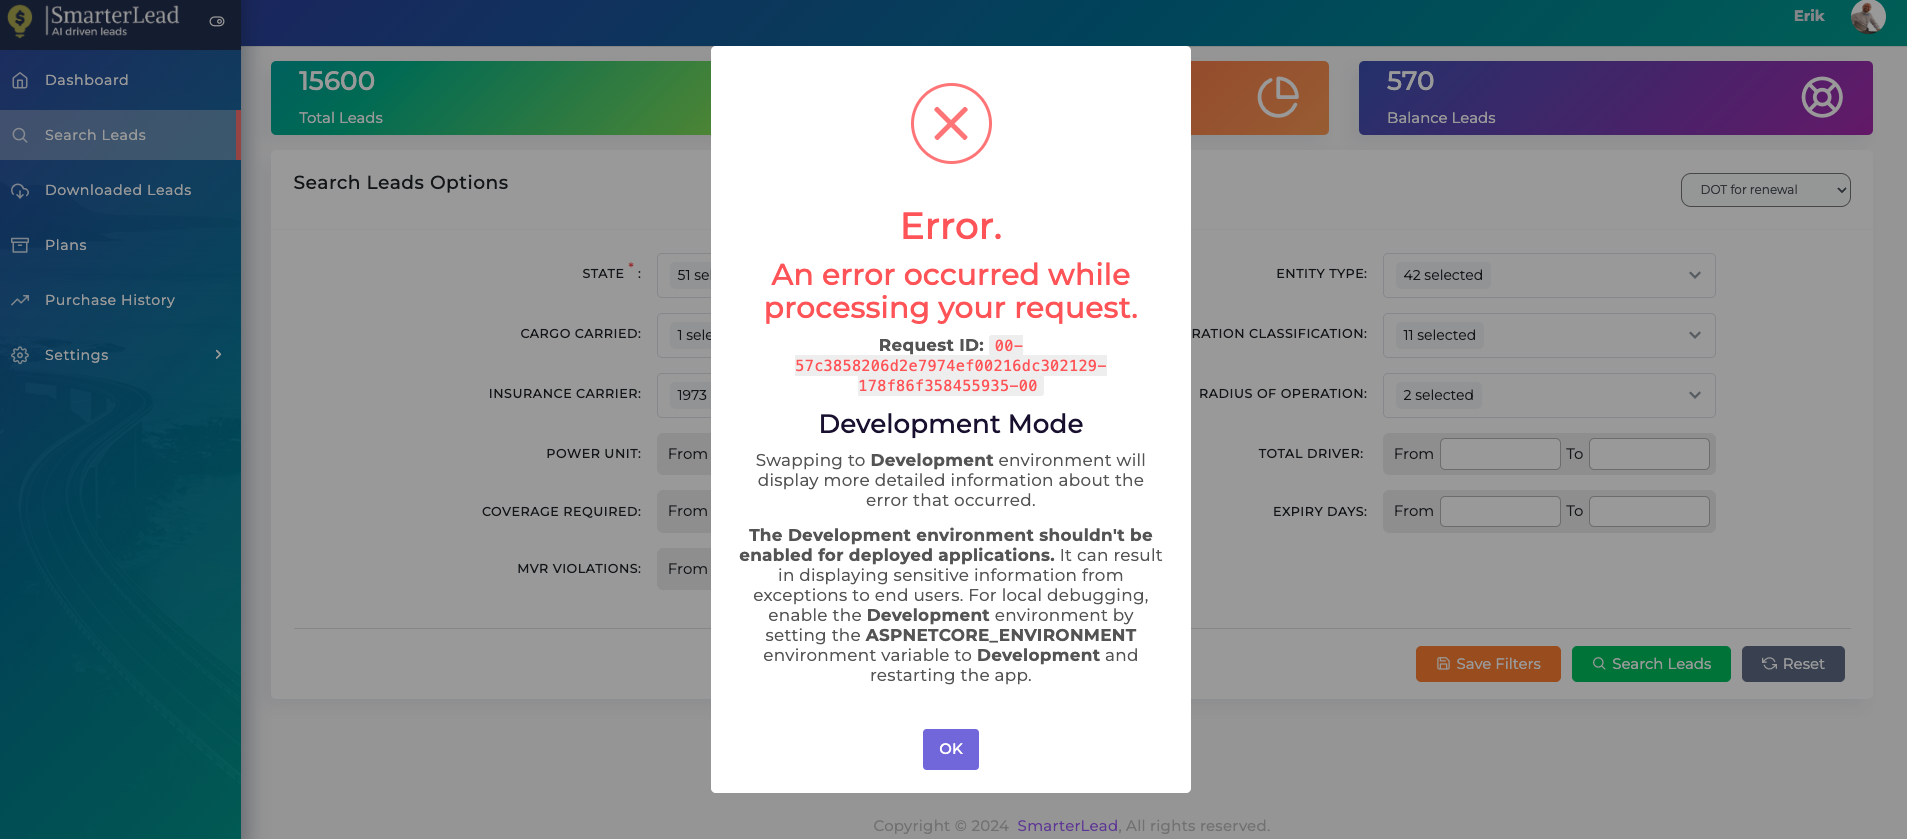 SmarterLead
AI driven leads
Erik
Dashboard
Search Leads
Downloaded Leads
Plans
Purchase History
Settings
15600
Total Leads
570
Balance Leads
Search Leads Options
DOT for renewal
STATE * :
51 se
ENTITY TYPE:
42 selected
CARGO CARRIED:
1 sele
RATION CLASSIFICATION:
11 selected
INSURANCE CARRIER:
1973
RADIUS OF OPERATION:
2 selected
POWER UNIT:
From
TOTAL DRIVER:
From
To
COVERAGE REQUIRED:
From
EXPIRY DAYS:
From
To
MVR VIOLATIONS:
From
Save Filters
Search Leads
Reset
Error.
An error occurred while
processing your request.
Request ID: 00-
57c3858206d2e7974ef00216dc302129-
178f86f358455935-00
Development Mode
Swapping to Development environment will
display more detailed information about the
error that occurred.
The Development environment shouldn't be
enabled for deployed applications. It can result
in displaying sensitive information from
exceptions to end users. For local debugging,
enable the Development environment by
setting the ASPNETCORE_ENVIRONMENT
environment variable to Development and
restarting the app.
OK
Copyright © 2024 SmarterLead, All rights reserved.